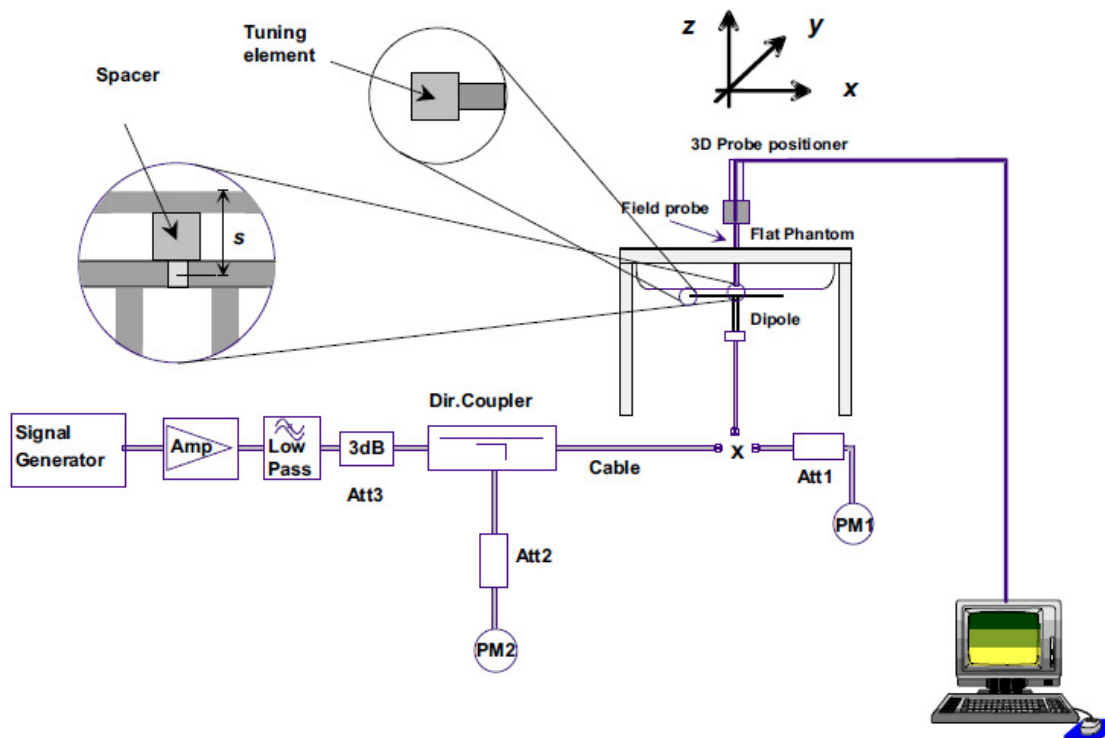 Tuning
element
Spacer
z
y
x
s
3D Probe positioner
Field probe
Flat Phantom
Dipole
Dir.Coupler
Signal
Generator
Amp
Low
Pass
3dB
Att3
Cable
x
Att1
PM1
Att2
PM2